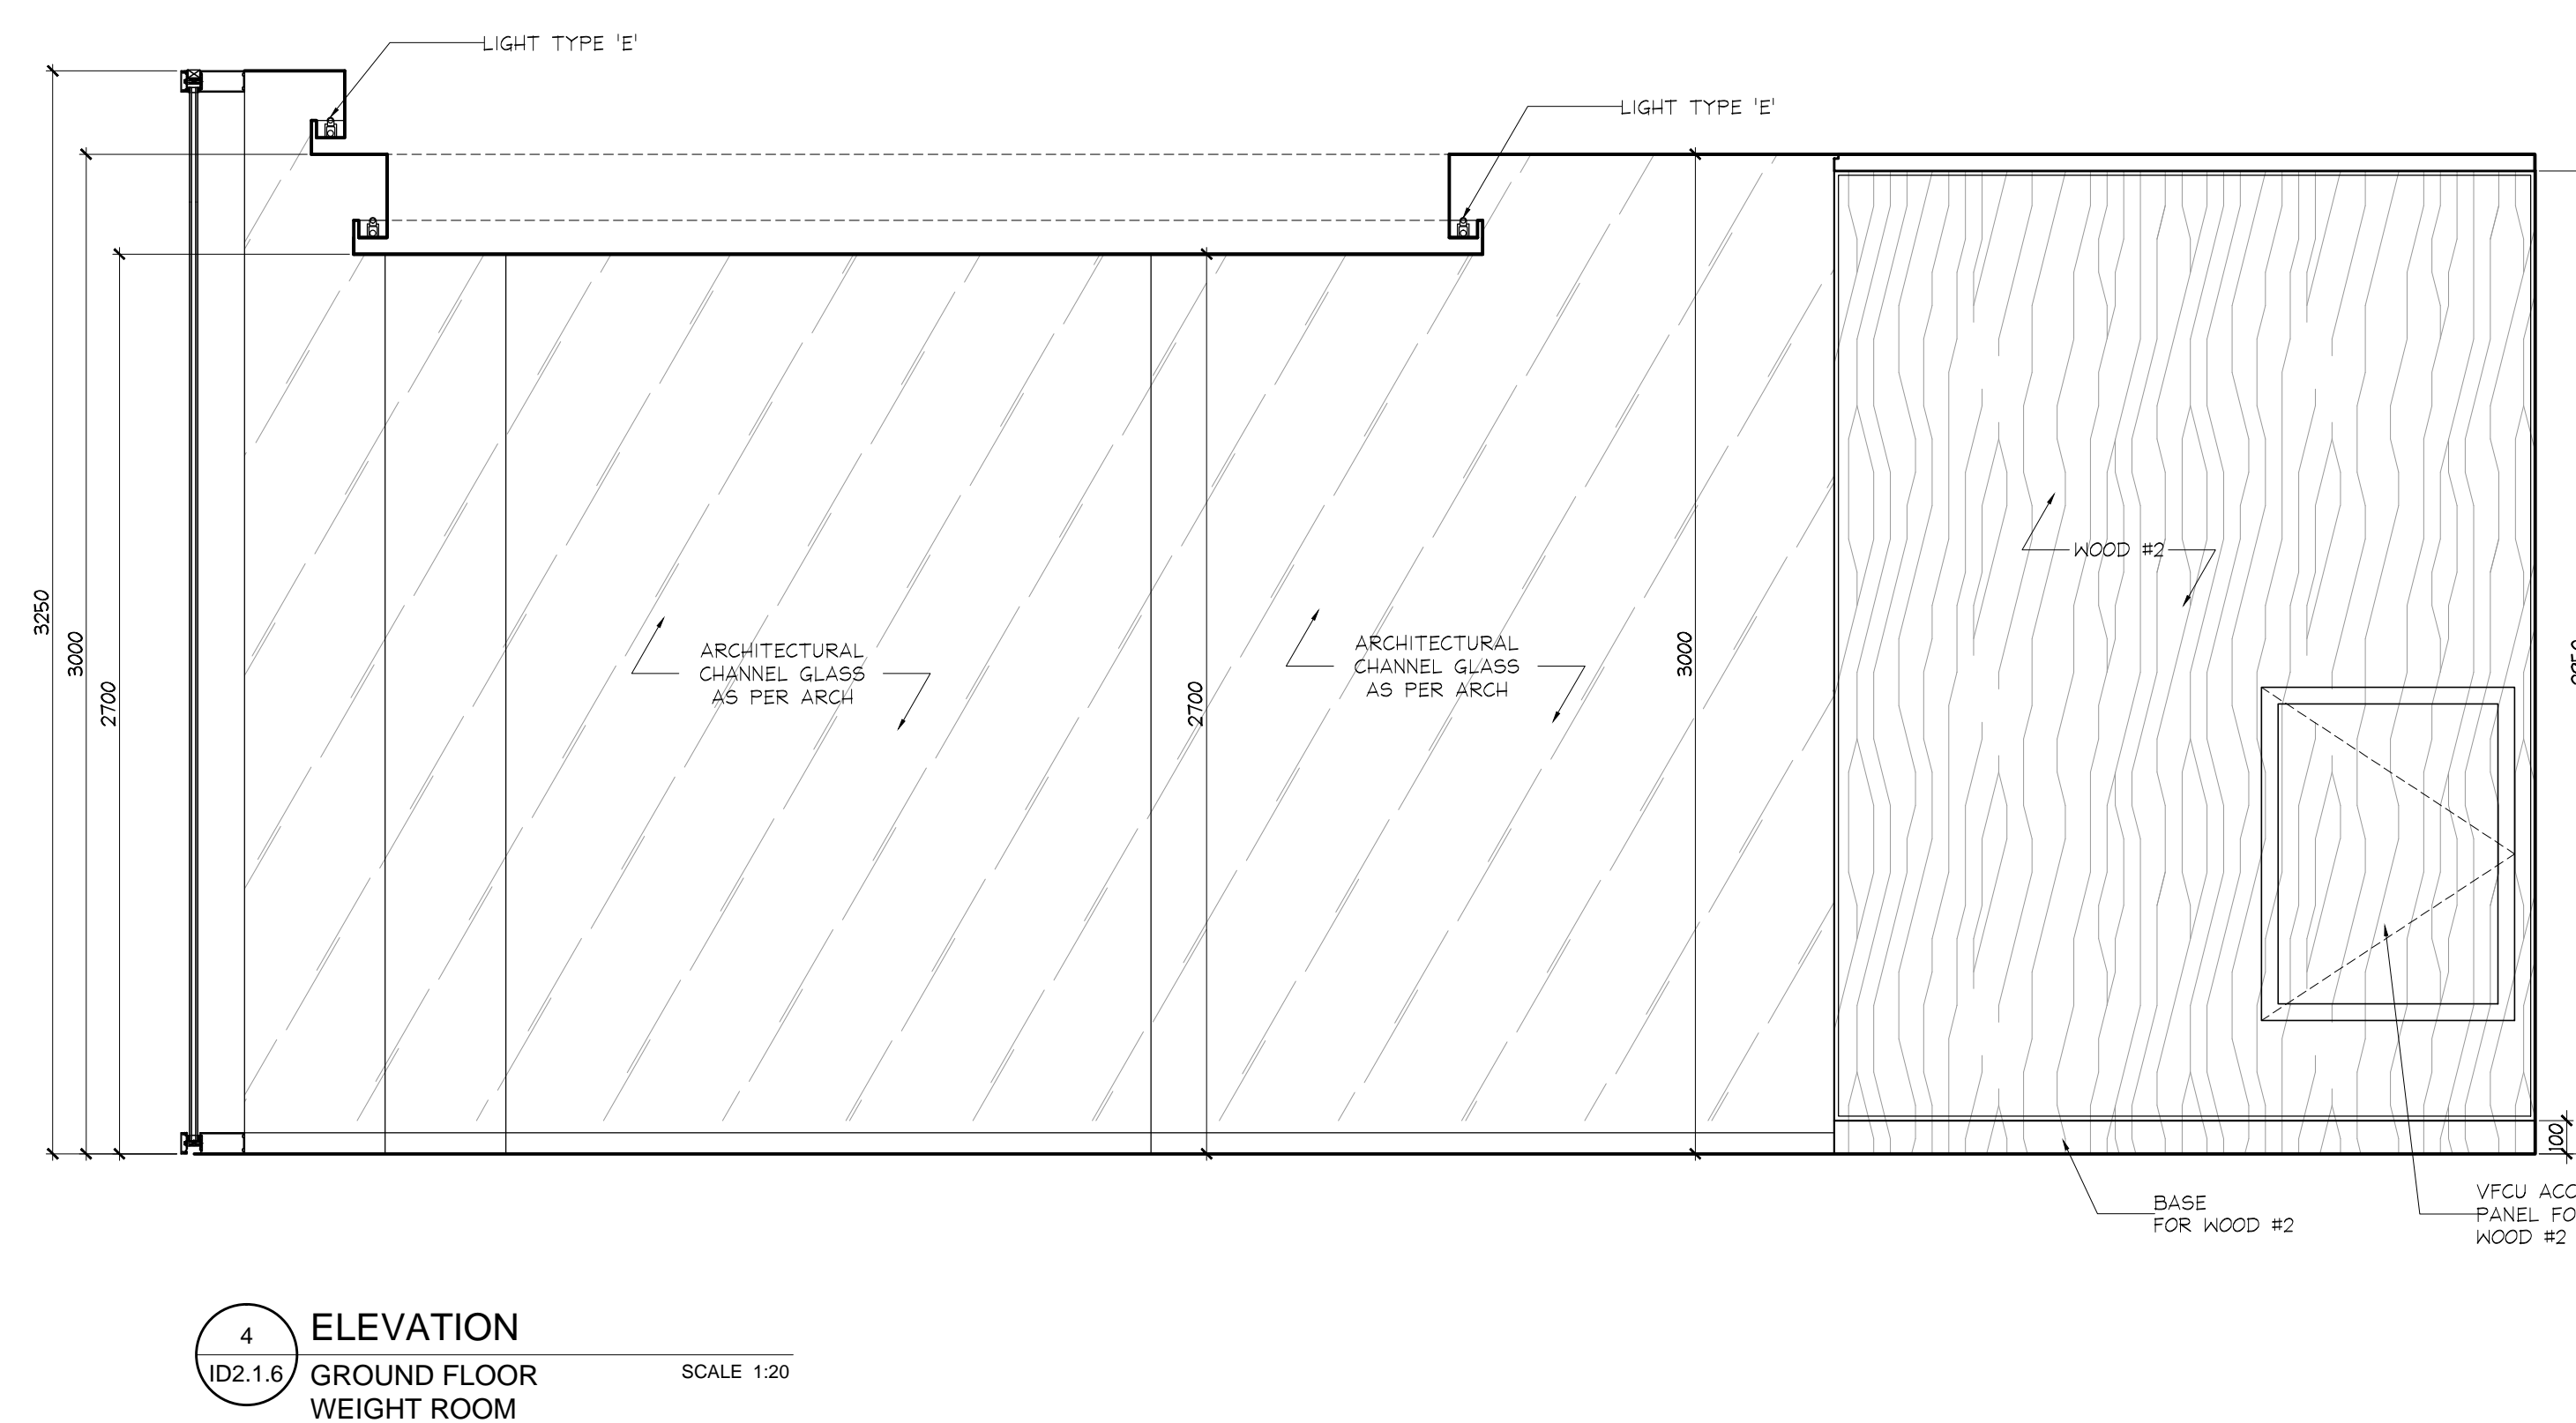 LIGHT TYPE 'E'
LIGHT TYPE 'E'
3250
3000
2700
ARCHITECTURAL
CHANNEL GLASS
AS PER ARCH
2700
ARCHITECTURAL
CHANNEL GLASS
AS PER ARCH
3000
WOOD #2
100
BASE
FOR WOOD #2
VFCU
PANEL
WOOD #2
4
ID2.1.6
ELEVATION
GROUND FLOOR
WEIGHT ROOM
SCALE 1:20